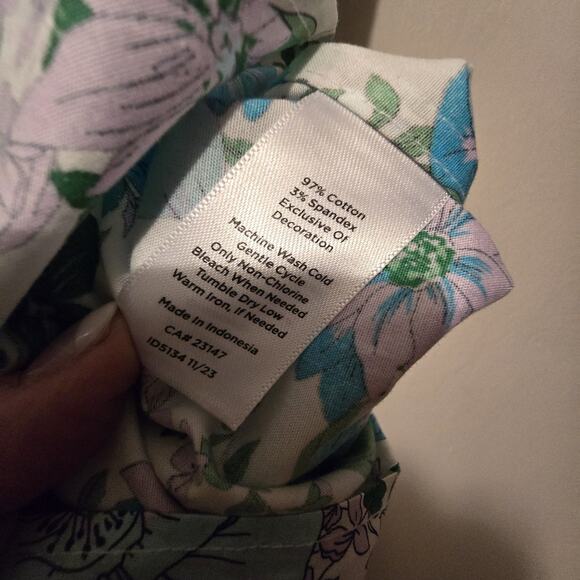 97% Cotton
3% Spandex
Exclusive Of
Decoration
Machine Wash Cold
Gentle Cycle
Only Non-Chlorine
Bleach When Needed
Tumble Dry Low
Warm Iron, If Needed
Made In Indonesia
CA# 23147
ID5134 11/23